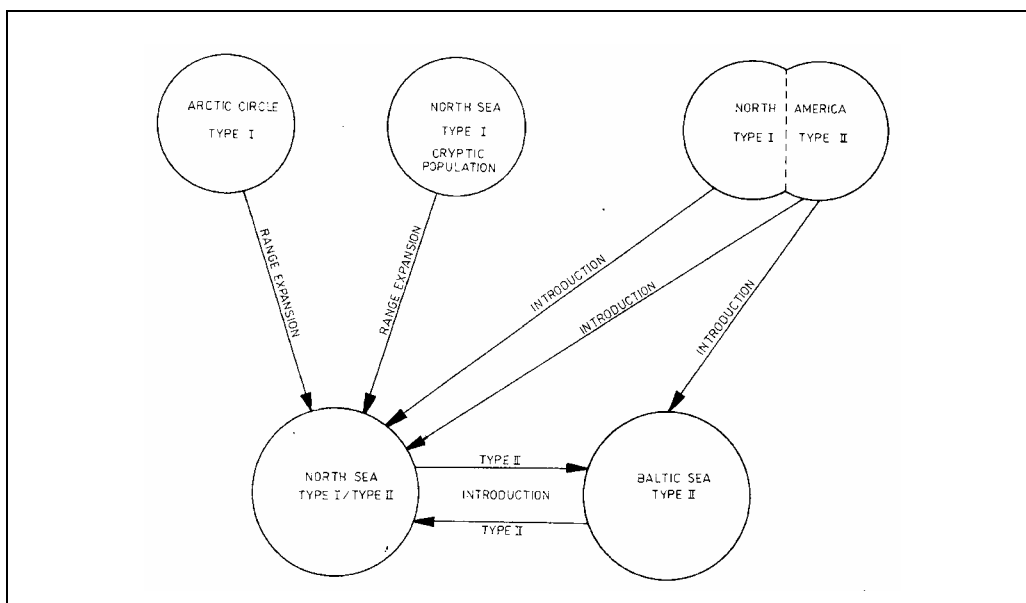 ARCTIC CIRCLE
TYPE I
NORTH SEA
TYPE I
CRYPTIC
POPULATION
NORTH AMERICA
TYPE I TYPE II
RANGE EXPANSION
RANGE EXPANSION
INTRODUCTION
INTRODUCTION
INTRODUCTION
NORTH SEA
TYPE I/TYPE II
TYPE II
INTRODUCTION
TYPE II
BALTIC SEA
TYPE II